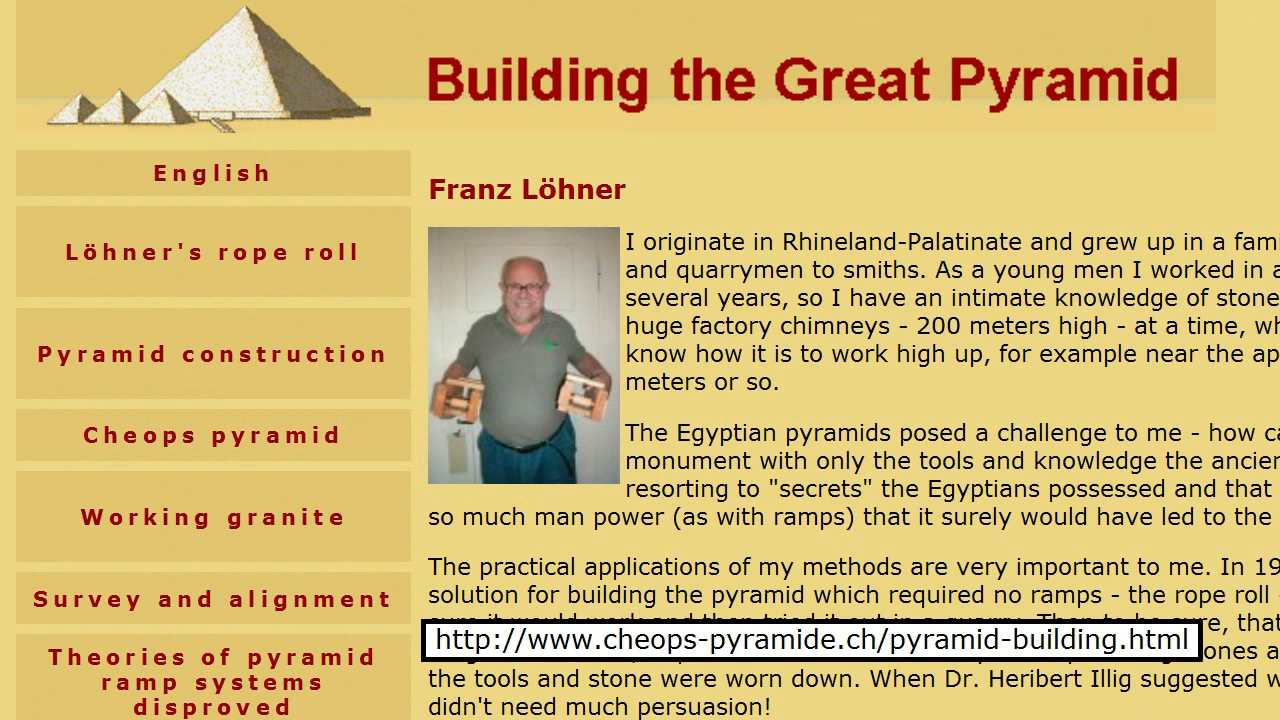 Building the Great Pyramid
English
Löhner's rope roll
Pyramid construction
Cheops pyramid
Working granite
Survey and alignment
Theories of pyramid
ramp systems
disproved
Franz Löhner
I originate in Rhineland-Palatinate and grew up in a
and quarrymen to smiths. As a young men I worked in a
several years, so I have an intimate knowledge of stone
huge factory chimneys - 200 meters high - at a time,
know how it is to work high up, for example near the
meters or so.
The Egyptian pyramids posed a challenge to me - how
monument with only the tools and knowledge the
resorting to "secrets" the Egyptians possessed and that
so much man power (as with ramps) that it surely would have led to the
The practical applications of my methods are very important to me. In
solution for building the pyramid which required no ramps - the rope roll
that
http://www.cheops-pyramide.ch/pyramid-building.html
the tools and stone were worn down. When Dr. Heribert Illig suggested
didn't need much persuasion!